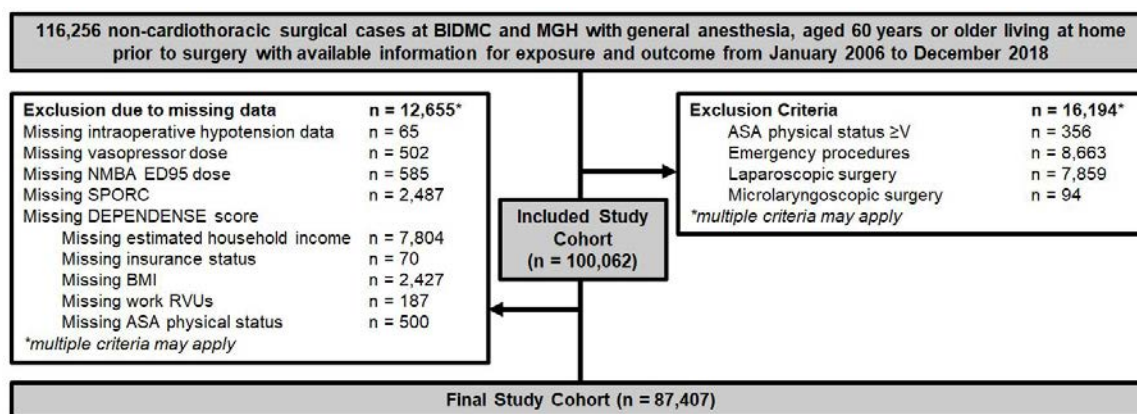 116,256 non-cardiothoracic surgical cases at BIDMC and MGH with general anesthesia, aged 60 years or older living at home
prior to surgery with available information for exposure and outcome from January 2006 to December 2018
Exclusion due to missing data n = 12,655*
Missing intraoperative hypotension data n = 65
Missing vasopressor dose n = 502
Missing NMBA ED95 dose n = 585
Missing SPORC n = 2,487
Missing DEPENDENSE score
Missing estimated household income n = 7,804
Missing insurance status n = 70
Missing BMI n = 2,427
Missing work RVUs n = 187
Missing ASA physical status n = 500
*multiple criteria may apply
Exclusion Criteria n = 16,194*
ASA physical status ≥V n = 356
Emergency procedures n = 8,663
Laparoscopic surgery n = 7,859
Microlaryngoscopic surgery n = 94
*multiple criteria may apply
Included Study
Cohort
(n = 100,062)
Final Study Cohort (n = 87,407)